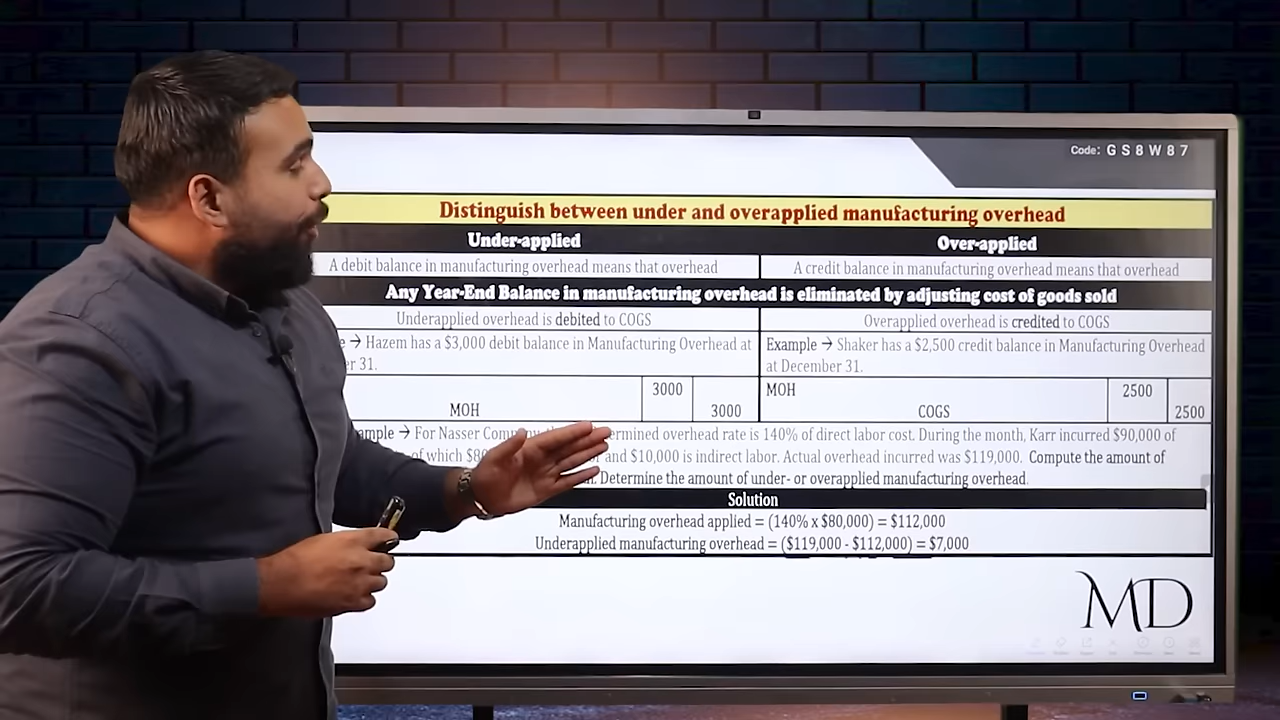 Code: G S 8 W 8 7
Distinguish between under and overapplied manufacturing overhead
Under-applied
Over-applied
A debit balance in manufacturing overhead means that overhead
A credit balance in manufacturing overhead means that overhead
Any Year-End Balance in manufacturing overhead is eliminated by adjusting cost of goods sold
Underapplied overhead is debited to COGS
Overapplied overhead is credited to COGS
e → Hazem has a $3,000 debit balance in Manufacturing Overhead at
er 31.
Example → Shaker has a $2,500 credit balance in Manufacturing Overhead
at December 31.
3000
MOH 3000
MOH 2500
COGS 2500
ample → For Nasser ermined overhead rate is 140% of direct labor cost. During the month, Karr incurred $90,000 of
of which and $10,000 is indirect labor. Actual overhead incurred was $119,000. Compute the amount of
Determine the amount of under- or overapplied manufacturing overhead.
Solution
Manufacturing overhead applied = (140% x $80,000) = $112,000
Underapplied manufacturing overhead = ($119,000 - $112,000) = $7,000
MD